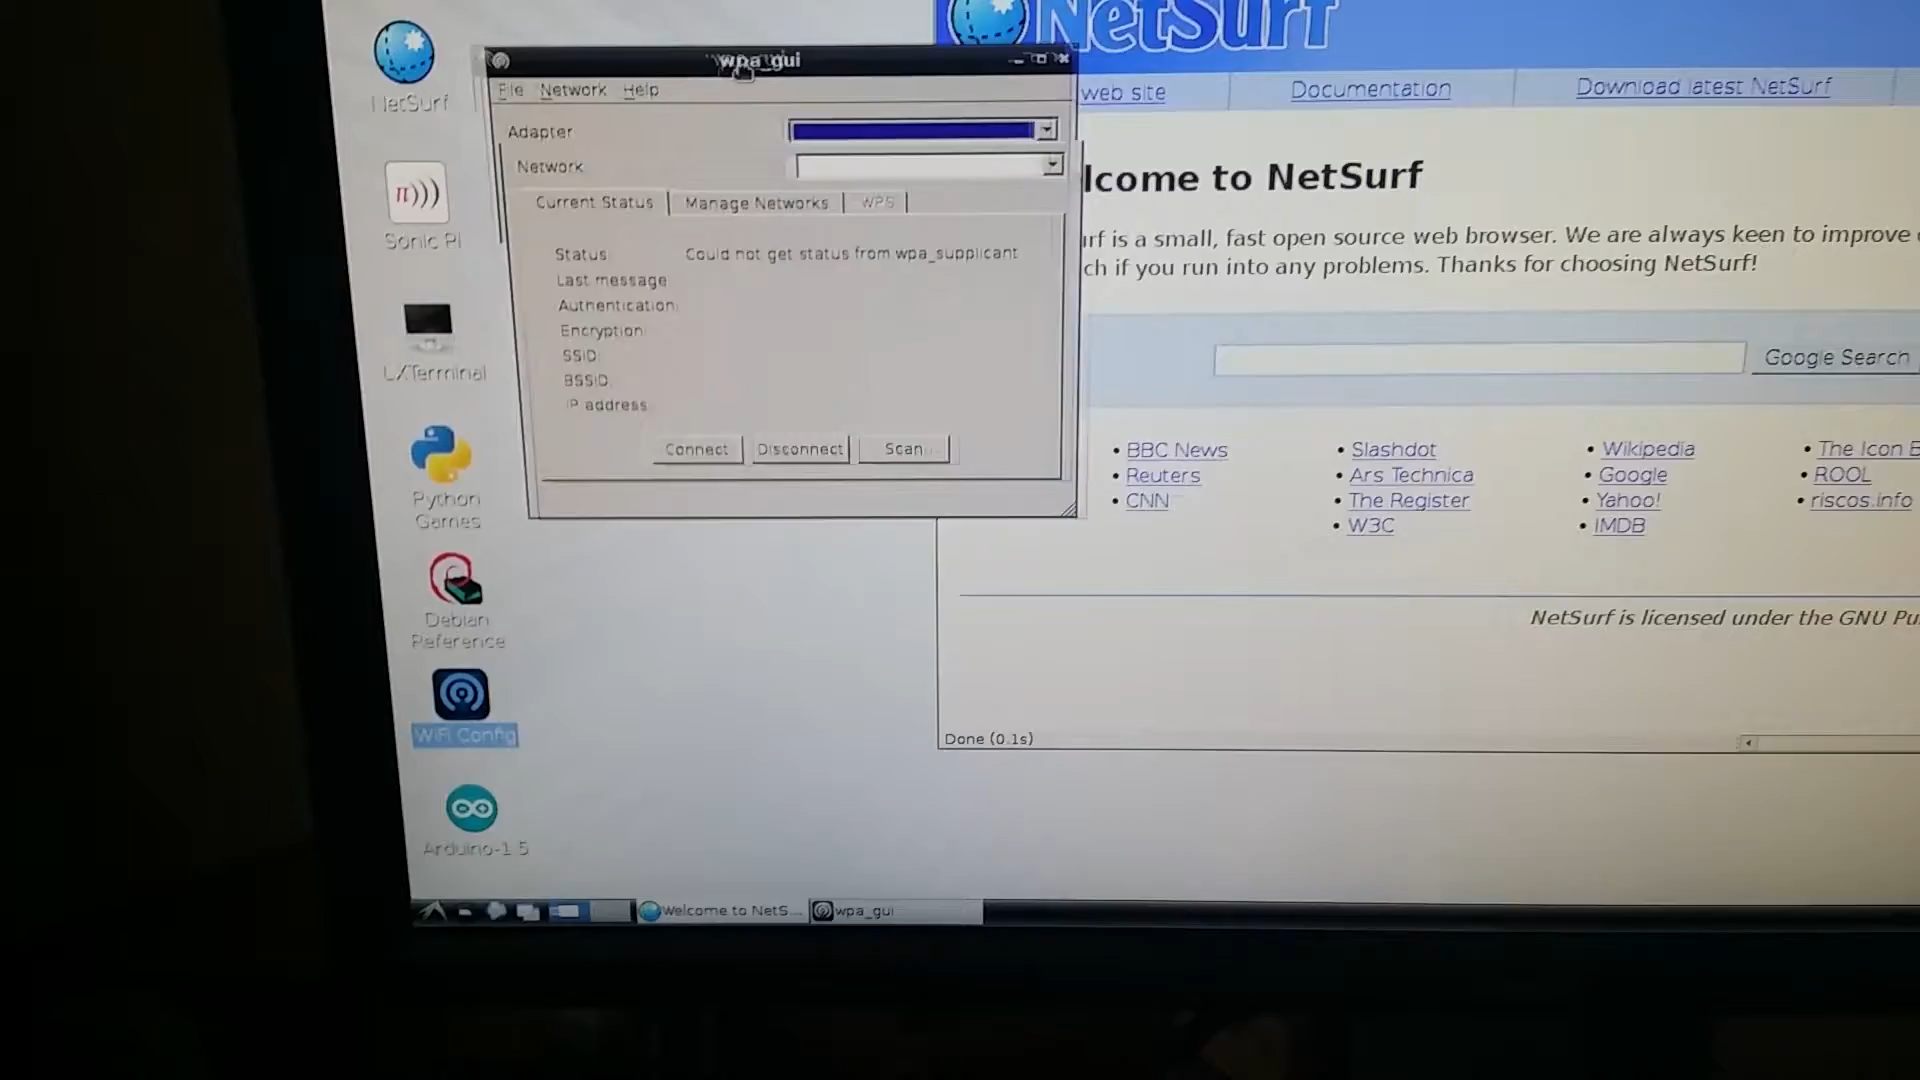 NetSurf
wpa_gui
File Network Help
Adapter
Network
Current Status Manage Networks WPS
Status Could not get status from wpa_supplicant
Last message
Authentication:
Encryption:
SSID:
BSSID:
IP address:
Connect Disconnect Scan
NetSurf
π)))
Sonic Pi
LXTerminal
Python
Games
Debian
Reference
WiFi Config
Arduino-1.5
web site Documentation Download latest NetSurf
lcome to NetSurf
urf is a small, fast open source web browser. We are always keen to improve
ch if you run into any problems. Thanks for choosing NetSurf!
Google Search
• BBC News • Slashdot • Wikipedia • The Icon
• Reuters • Ars Technica • Google • ROOL
• CNN • The Register • Yahoo! • riscos.info
• W3C • IMDB
NetSurf is licensed under the GNU Pu
Done (0.1s)
Welcome to NetS... wpa_gui